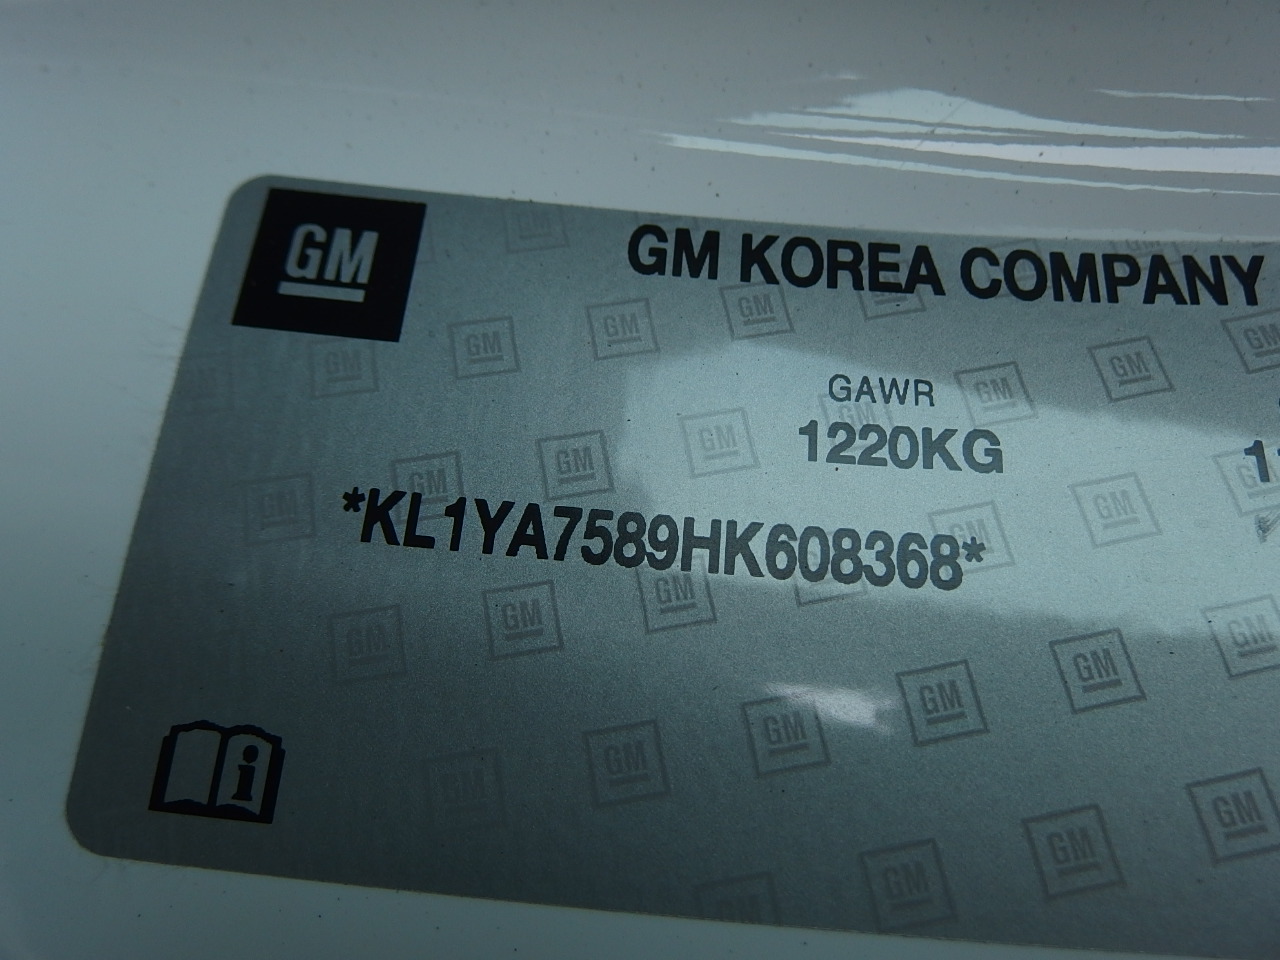 GM
GM KOREA COMPANY
GAWR
1220KG
*KL1YA7589HK608368*